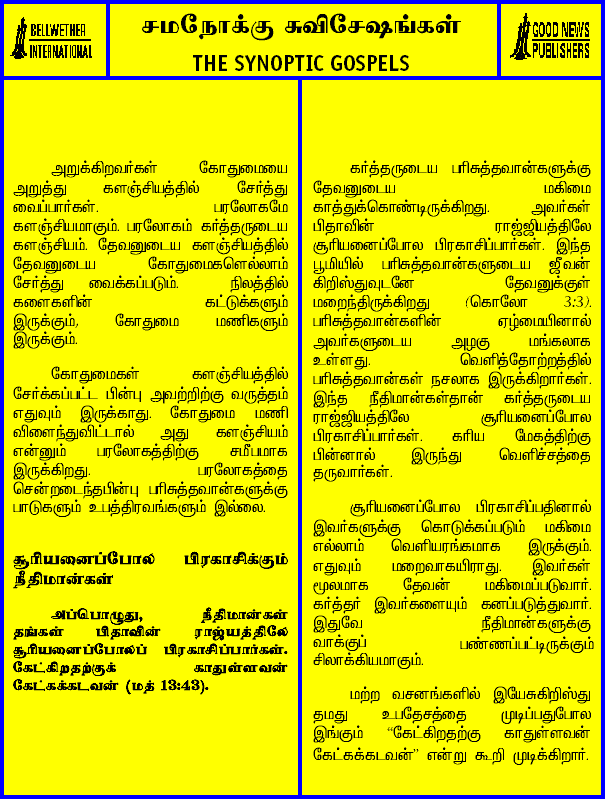 BELLWETHER
INTERNATIONAL
சமநோக்கு சுவிசேஷங்கள்
THE SYNOPTIC GOSPELS
GOOD NEWS
PUBLISHERS
அறுக்கிறவர்கள் கோதுமையை
அறுத்து களஞ்சியத்தில் சேர்த்து
வைப்பார்கள். பரலோகமே
களஞ்சியமாகும். பரலோகம் கர்த்தருடைய
களஞ்சியம். தேவனுடைய களஞ்சியத்தில்
தேவனுடைய கோதுமைகளெல்லாம்
சேர்த்து வைக்கப்படும். நிலத்தில்
களைகளின் கட்டுக்களும்
இருக்கும், கோதுமை மணிகளும்
இருக்கும்.
கோதுமைகள் களஞ்சியத்தில்
சேர்க்கப்பட்ட பின்பு அவற்றிற்கு வருத்தம்
எதுவும் இருக்காது. கோதுமை மணி
விளைந்துவிட்டால் அது களஞ்சியம்
என்னும் பரலோகத்திற்கு சமீபமாக
இருக்கிறது. பரலோகத்தை
சென்றடைந்தபின்பு பரிசுத்தவான்களுக்கு
பாடுகளும் உபத்திரவங்களும் இல்லை.
சூரியனைப்போல பிரகாசிக்கும்
நீதிமான்கள்
அப்பொழுது, நீதிமான்கள்
தங்கள் பிதாவின் ராஜ்யத்திலே
சூரியனைப்போலப் பிரகாசிப்பார்கள்.
கேட்கிறதற்குக் காதுள்ளவன்
கேட்கக்கடவன் (மத் 13:43).
கர்த்தருடைய பரிசுத்தவான்களுக்கு
தேவனுடைய மகிமை
காத்துக்கொண்டிருக்கிறது. அவர்கள்
பிதாவின் ராஜ்ஜியத்திலே
சூரியனைப்போல பிரகாசிப்பார்கள். இந்த
பூமியில் பரிசுத்தவான்களுடைய ஜீவன்
கிறிஸ்துவுடனே தேவனுக்குள்
மறைந்திருக்கிறது (கொலோ 3:3).
பரிசுத்தவான்களின் ஏழ்மையினால்
அவர்களுடைய அழகு மங்கலாக
உள்ளது. வெளித்தோற்றத்தில்
பரிசுத்தவான்கள் நசலாக இருக்கிறார்கள்.
இந்த நீதிமான்கள்தான் கர்த்தருடைய
ராஜ்ஜியத்திலே சூரியனைப்போல
பிரகாசிப்பார்கள். கரிய மேகத்திற்கு
பின்னால் இருந்து வெளிச்சத்தை
தருவார்கள்.
சூரியனைப்போல பிரகாசிப்பதினால்
இவர்களுக்கு கொடுக்கப்படும் மகிமை
எல்லாம் வெளியரங்கமாக இருக்கும்.
எதுவும் மறைவாகயிராது. இவர்கள்
மூலமாக தேவன் மகிமைப்படுவார்.
கர்த்தர் இவர்களையும் கனப்படுத்துவார்.
இதுவே நீதிமான்களுக்கு
வாக்குப் பண்ணப்பட்டிருக்கும்
சிலாக்கியமாகும்.
மற்ற வசனங்களில் இயேசுகிறிஸ்து
தமது உபதேசத்தை முடிப்பதுபோல
இங்கும் “கேட்கிறதற்கு காதுள்ளவன்
கேட்கக்கடவன்” என்று கூறி முடிக்கிறார்.